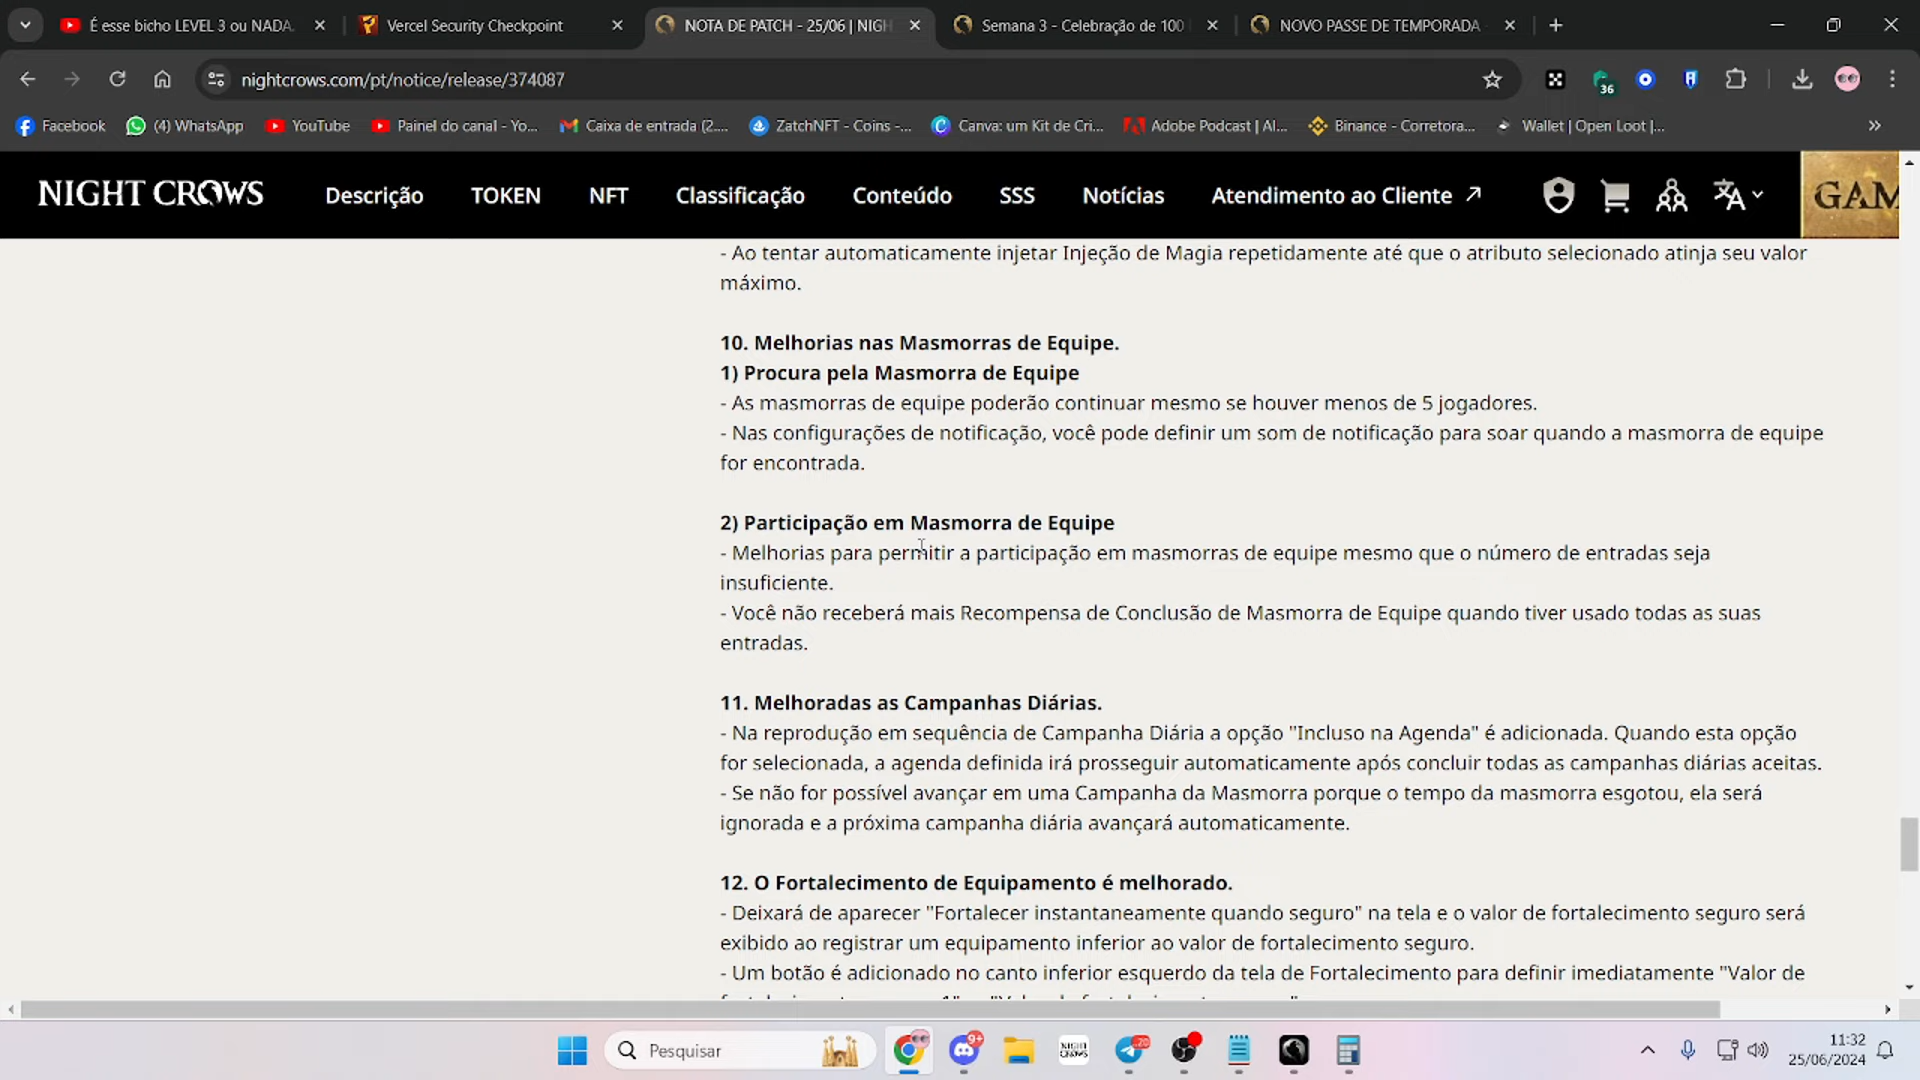 É esse bicho LEVEL 3 ou NADA.
Vercel Security Checkpoint
NOTA DE PATCH - 25/06 | NIGH
Semana 3 - Celebração de 100
NOVO PASSE DE TEMPORADA
nightcrows.com/pt/notice/release/374087
36
Facebook
(4) WhatsApp
YouTube
Painel do canal - Yo...
Caixa de entrada (2....
ZatchNFT - Coins -...
Canva: um Kit de Cri...
Adobe Podcast | AI...
Binance - Corretora...
Wallet | Open Loot |...
NIGHT CROWS
Descrição
TOKEN
NFT
Classificação
Conteúdo
SSS
Notícias
Atendimento ao Cliente
GAM
- Ao tentar automaticamente injetar Injeção de Magia repetidamente até que o atributo selecionado atinja seu valor
máximo.
10. Melhorias nas Masmorras de Equipe.
1) Procura pela Masmorra de Equipe
- As masmorras de equipe poderão continuar mesmo se houver menos de 5 jogadores.
- Nas configurações de notificação, você pode definir um som de notificação para soar quando a masmorra de equipe
for encontrada.
2) Participação em Masmorra de Equipe
- Melhorias para permitir a participação em masmorras de equipe mesmo que o número de entradas seja
insuficiente.
- Você não receberá mais Recompensa de Conclusão de Masmorra de Equipe quando tiver usado todas as suas
entradas.
11. Melhoradas as Campanhas Diárias.
- Na reprodução em sequência de Campanha Diária a opção "Incluso na Agenda" é adicionada. Quando esta opção
for selecionada, a agenda definida irá prosseguir automaticamente após concluir todas as campanhas diárias aceitas.
- Se não for possível avançar em uma Campanha da Masmorra porque o tempo da masmorra esgotou, ela será
ignorada e a próxima campanha diária avançará automaticamente.
12. O Fortalecimento de Equipamento é melhorado.
- Deixará de aparecer "Fortalecer instantaneamente quando seguro" na tela e o valor de fortalecimento seguro será
exibido ao registrar um equipamento inferior ao valor de fortalecimento seguro.
- Um botão é adicionado no canto inferior esquerdo da tela de Fortalecimento para definir imediatamente "Valor de
Pesquisar
9+
NIGHT CROWS
20
11:32
25/06/2024